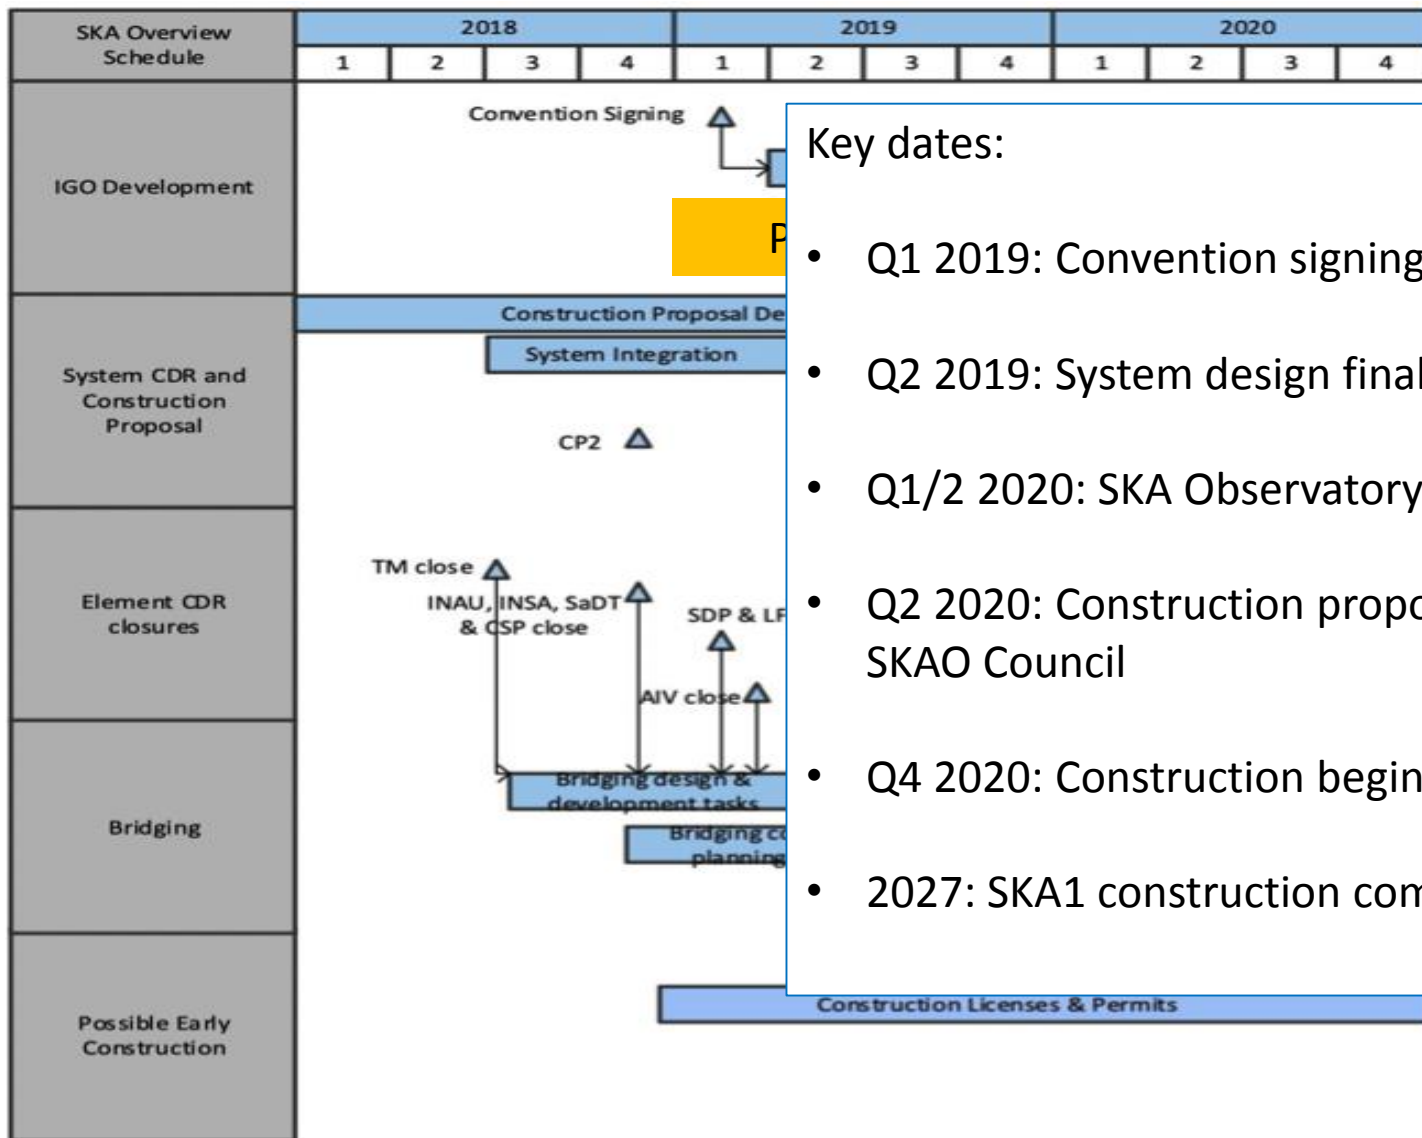 SKA Overview
Schedule
2018
2019
2020
1 2 3 4 1 2 3 4 1 2 3 4
IGO Development
Convention Signing
P
System CDR and
Construction
Proposal
Construction Proposal De
System Integration
CP2
Element CDR
closures
TM close
INAU, INSA, SaDT
& CSP close
SDP & LF
AIV close
Bridging
Bridging design &
development tasks
Bridging co
planning
Possible Early
Construction
Construction Licenses & Permits
Key dates:
• Q1 2019: Convention signing
• Q2 2019: System design final
• Q1/2 2020: SKA Observatory
• Q2 2020: Construction propo
SKAO Council
• Q4 2020: Construction begin
• 2027: SKA1 construction com